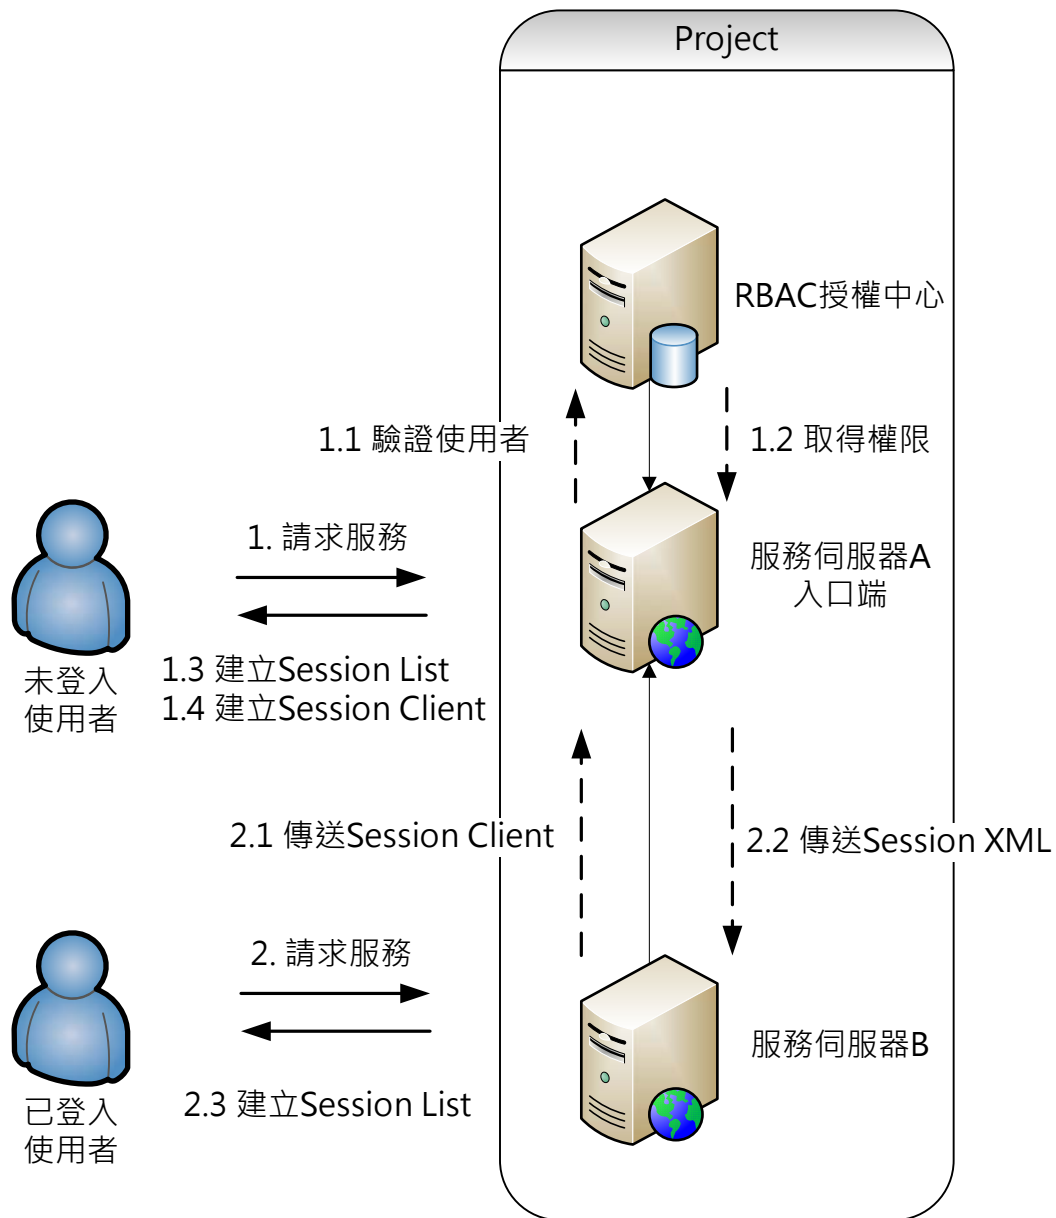 Project
RBAC授權中心
1.1 驗證使用者
1.2 取得權限
1. 請求服務
服務伺服器A
入口端
未登入
使用者
1.3 建立Session List
1.4 建立Session Client
2.1 傳送Session Client
2.2 傳送Session XML
2. 請求服務
服務伺服器B
已登入
使用者
2.3 建立Session List